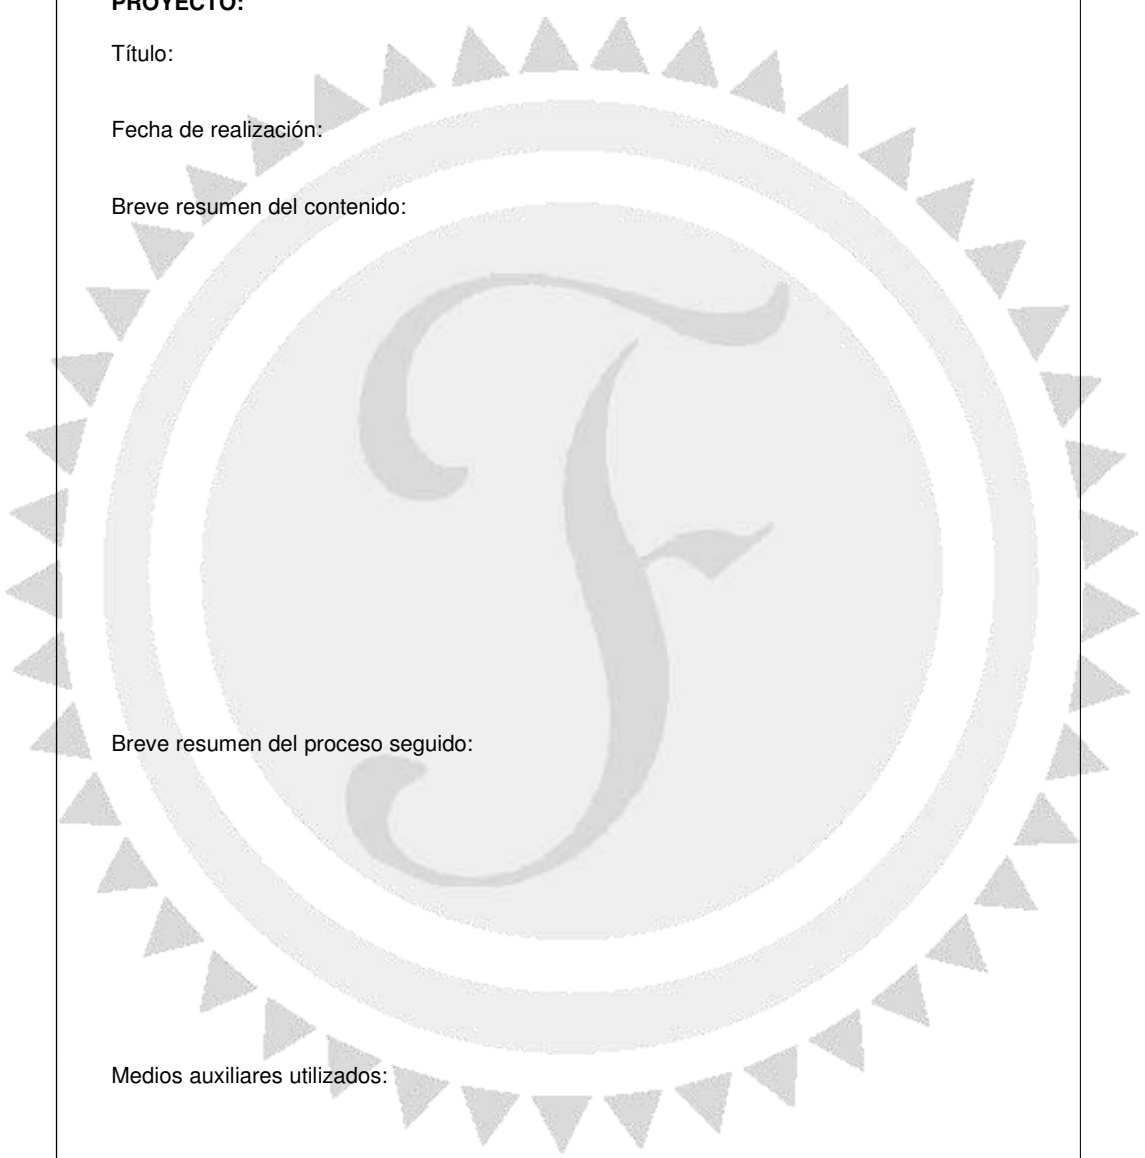 PROYECTO:
Título:
Fecha de realización:
Breve resumen del contenido:
F
Breve resumen del proceso seguido:
Medios auxiliares utilizados: